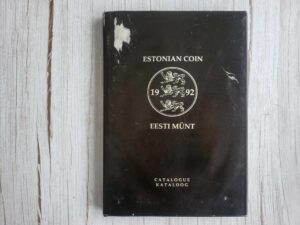 ESTONIAN COIN
19 92
EESTI MÜNT
CATALOGUE
KATALOOG